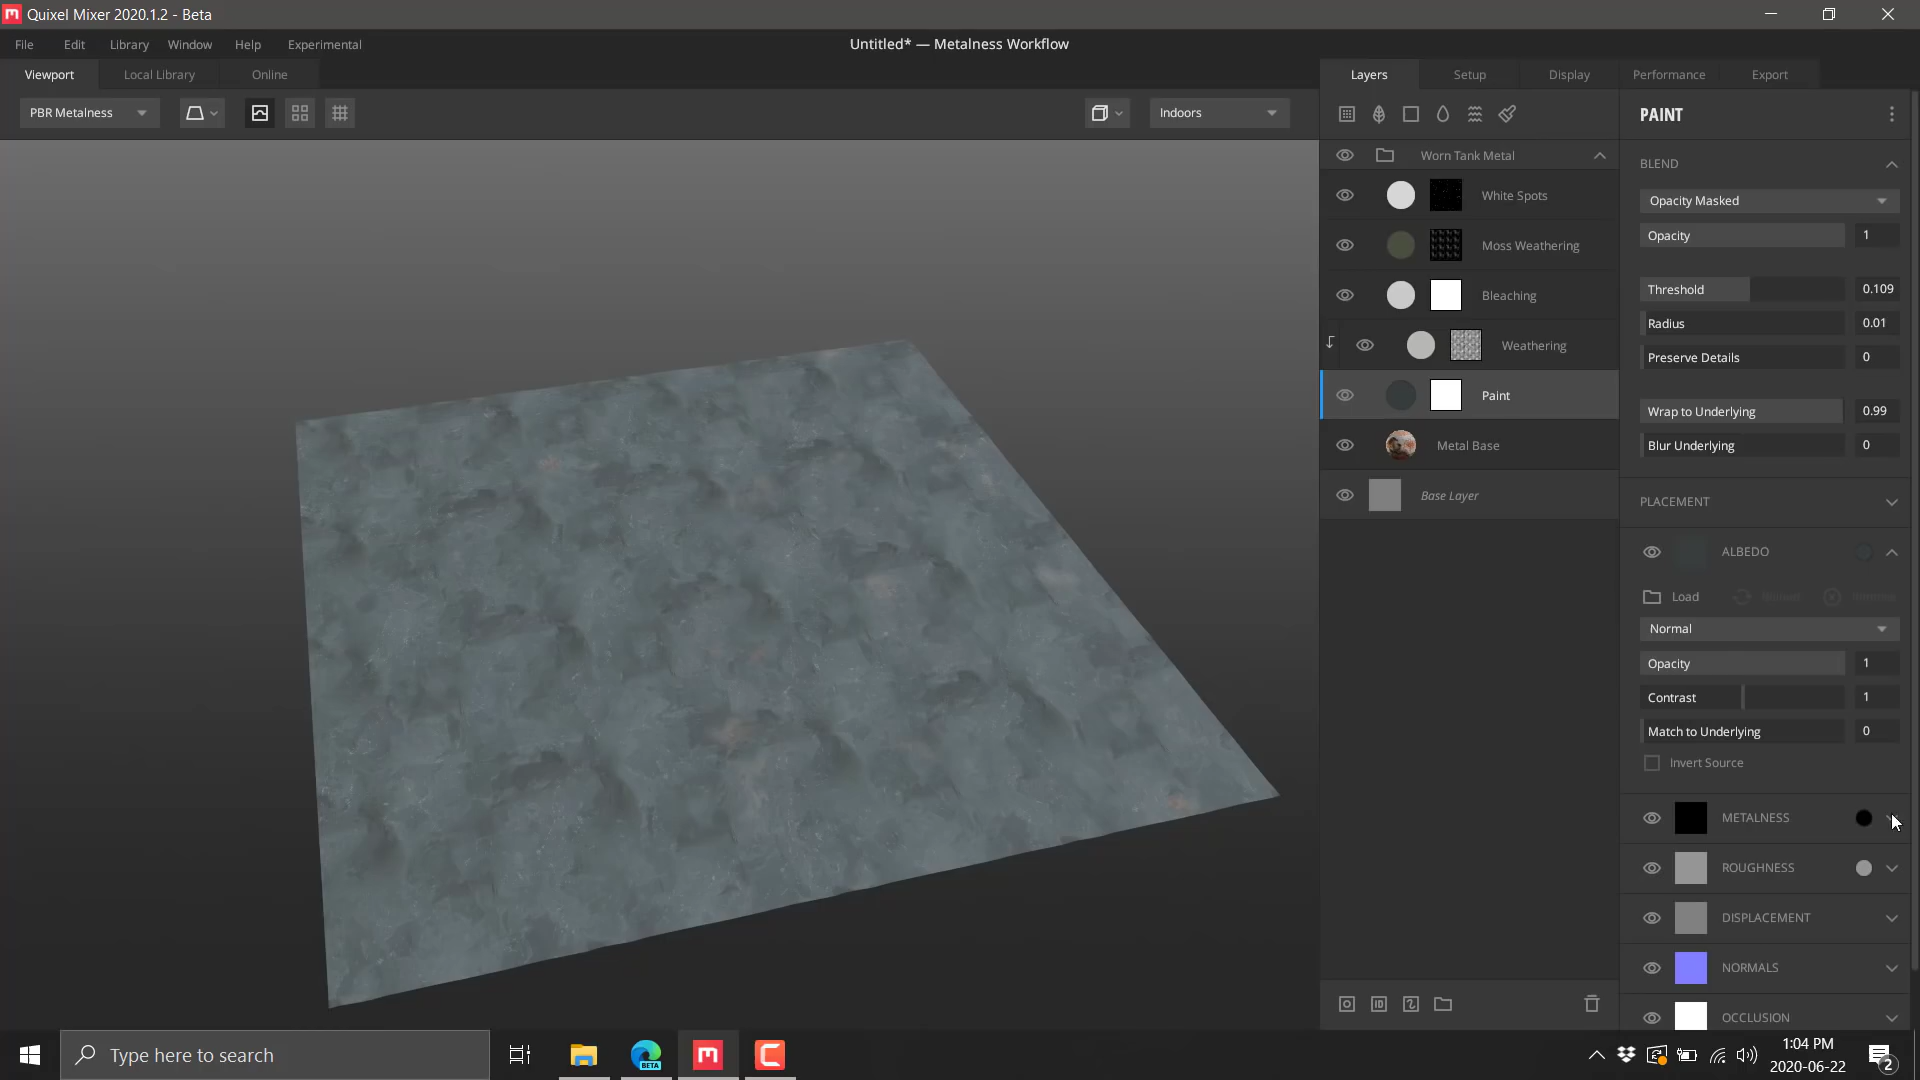 Quixel Mixer 2020.1.2 - Beta
File Edit Library Window Help Experimental
Untitled* — Metalness Workflow
Viewport Local Library Online
Layers Setup Display Performance Export
PBR Metalness
Indoors
PAINT
Worn Tank Metal
White Spots
Moss Weathering
Bleaching
Weathering
Paint
Metal Base
Base Layer
BLEND
Opacity Masked
Opacity 1
Threshold 0.109
Radius 0.01
Preserve Details 0
Wrap to Underlying 0.99
Blur Underlying 0
PLACEMENT
ALBEDO
Load
Normal
Opacity 1
Contrast 1
Match to Underlying 0
Invert Source
METALNESS
ROUGHNESS
DISPLACEMENT
NORMALS
OCCLUSION
ID
Type here to search
BETA
1:04 PM
2020-06-22
2